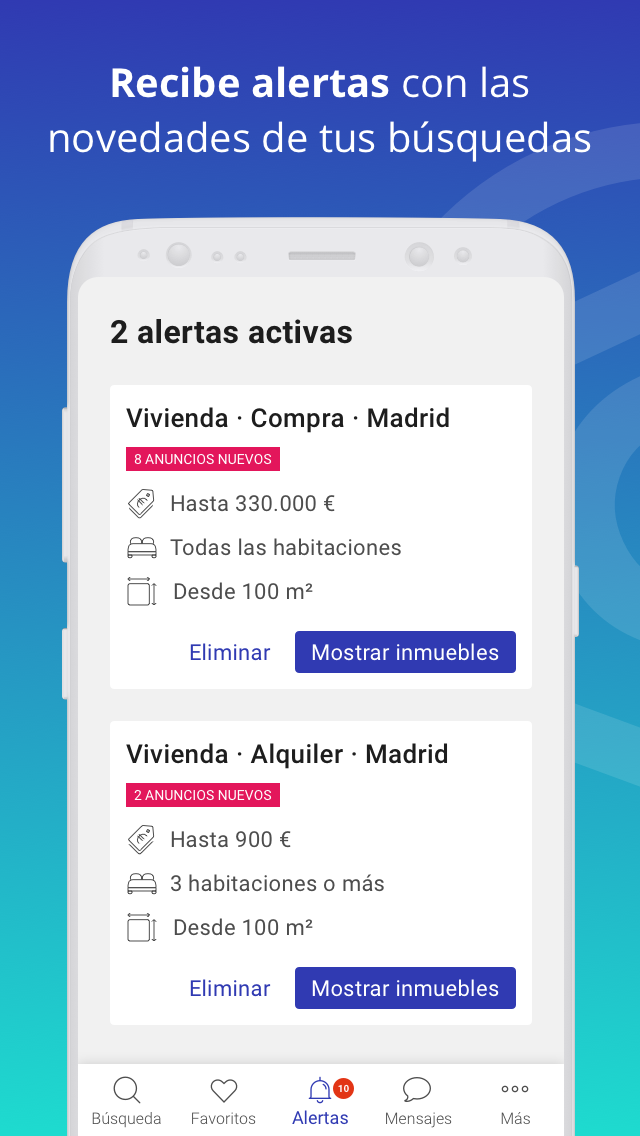 Recibe alertas con las
novedades de tus búsquedas
2 alertas activas
Vivienda · Compra · Madrid
8 ANUNCIOS NUEVOS
Hasta 330.000 €
Todas las habitaciones
Desde 100 m²
Eliminar Mostrar inmuebles
Vivienda · Alquiler · Madrid
2 ANUNCIOS NUEVOS
Hasta 900 €
3 habitaciones o más
Desde 100 m²
Eliminar Mostrar inmuebles
10
Búsqueda Favoritos Alertas Mensajes Más